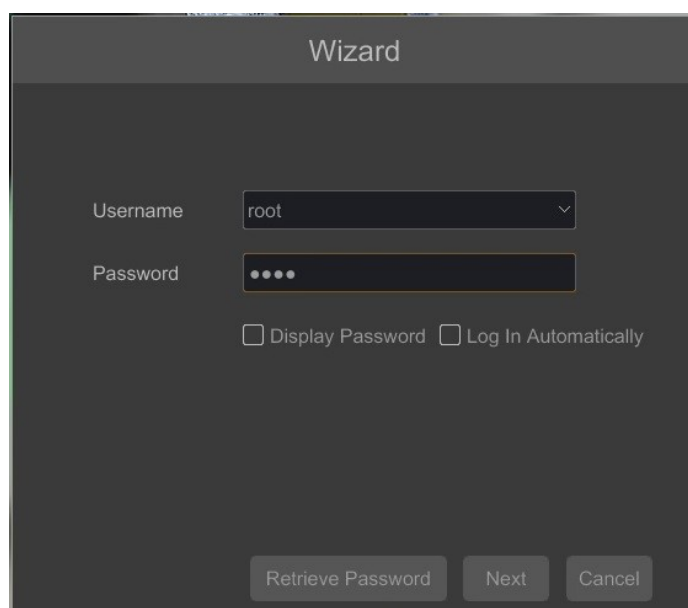 Wizard
Username root
Password ●●●●
Display Password Log In Automatically
Retrieve Password Next Cancel